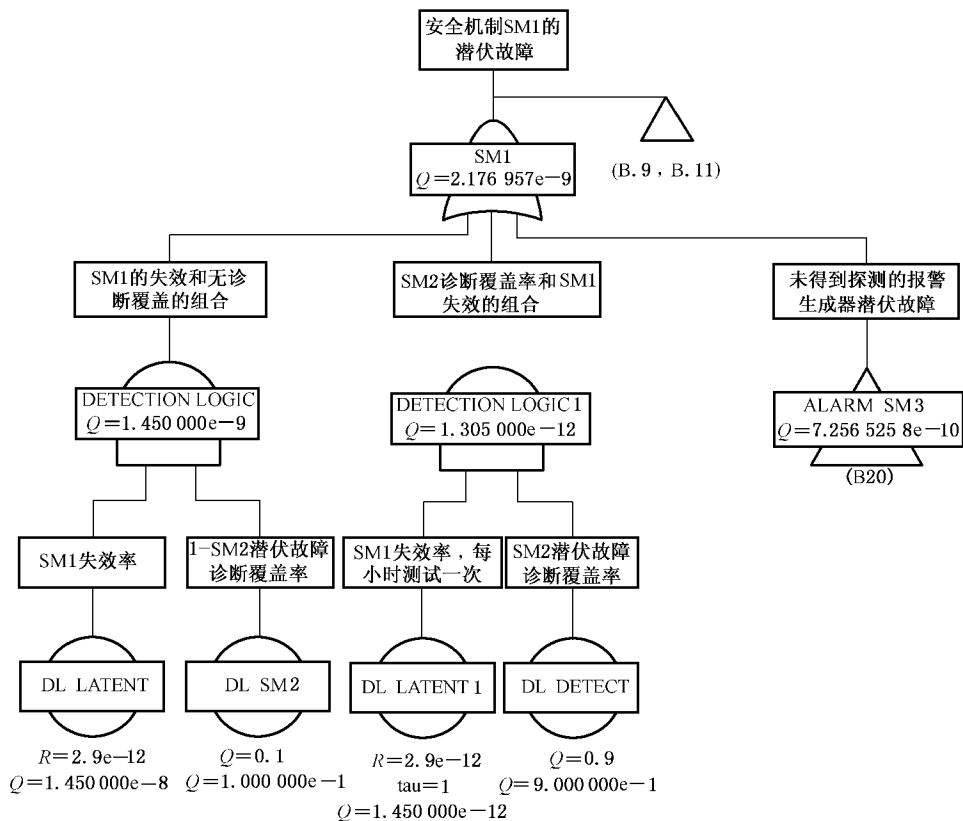 安全机制SM1的
潜伏故障
SM1
Q=2.176 957e-9
(B.9 , B.11)
SM1的失效和无诊
断覆盖的组合
SM2诊断覆盖率和SM1
失效的组合
未得到探测的报警
生成器潜伏故障
DETECTION LOGIC
Q=1.450 000e-9
DETECTION LOGIC 1
Q=1.305 000e-12
ALARM SM3
Q=7.256 525 8e-10
(B20)
SM1失效率
1-SM2潜伏故障
诊断覆盖率
SM1失效率，每
小时测试一次
SM2潜伏故障
诊断覆盖率
DL LATENT
DL SM2
DL LATENT 1
DL DETECT
R=2.9e-12
Q=1.450 000e-8
Q=0.1
Q=1.000 000e-1
R=2.9e-12
tau=1
Q=1.450 000e-12
Q=0.9
Q=9.000 000e-1